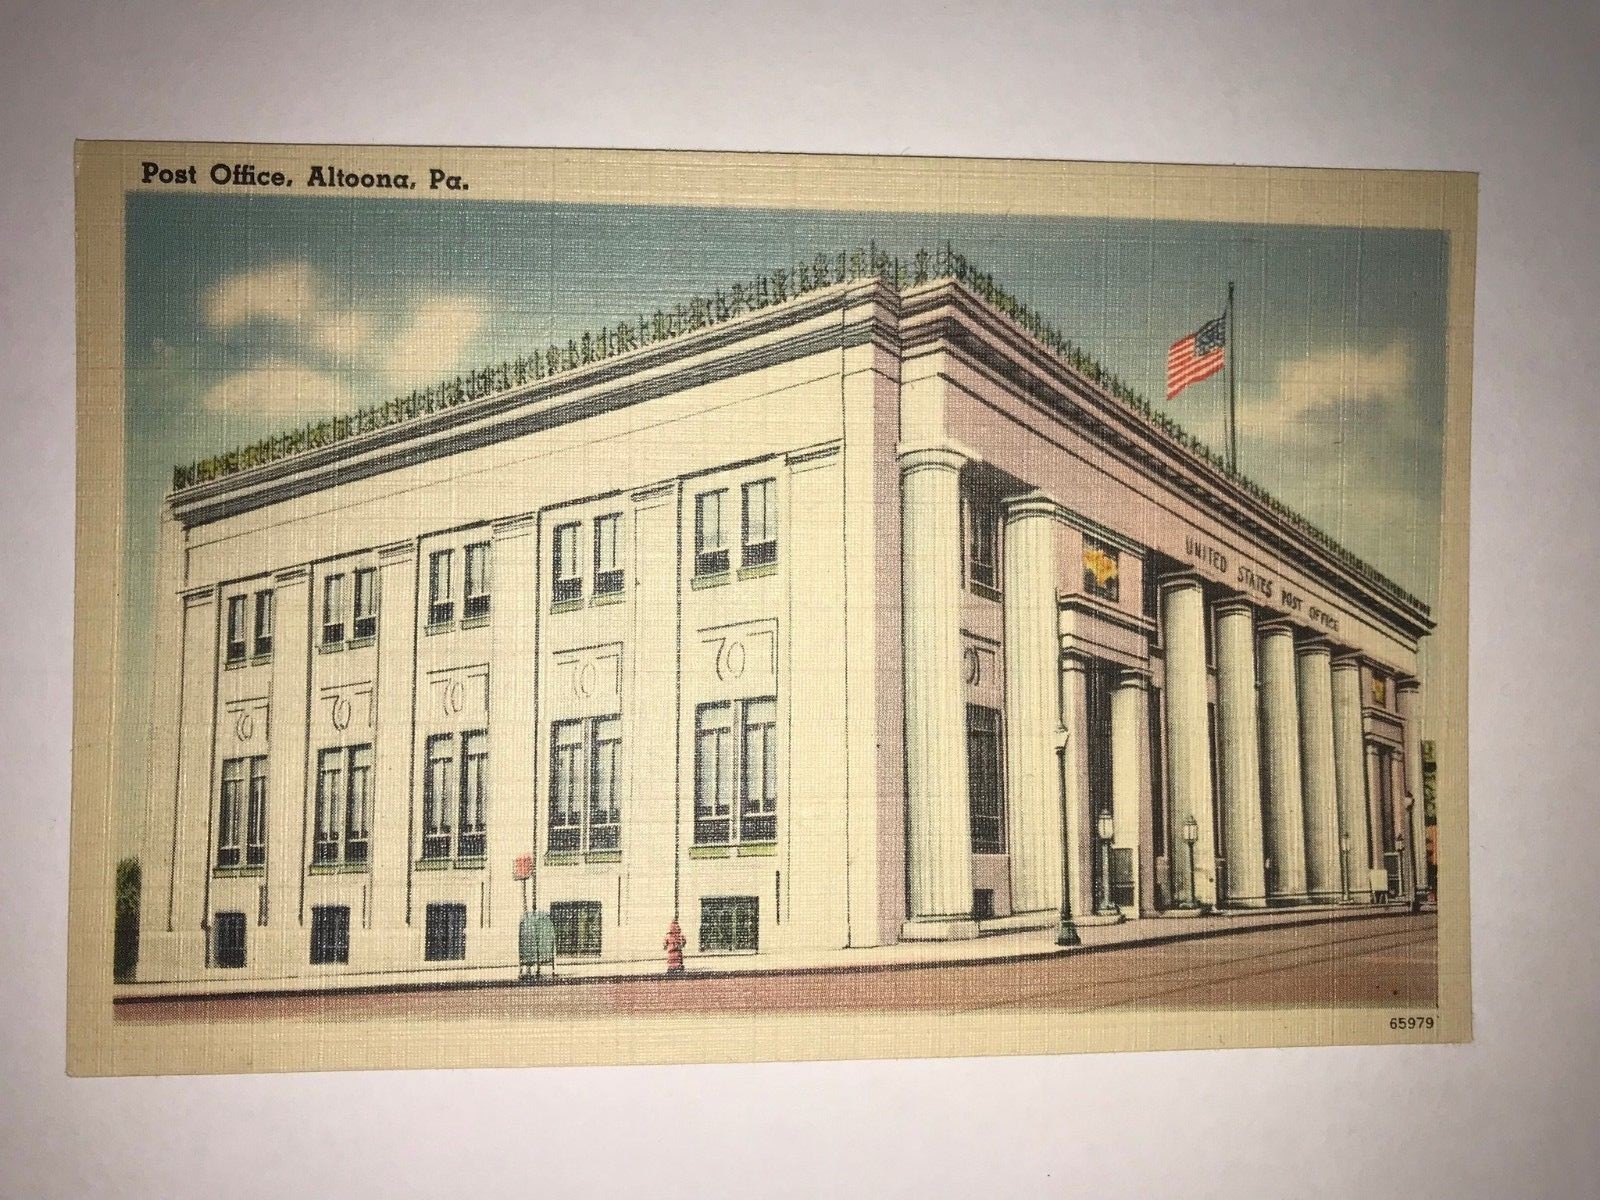 Post Office, Altoona, Pa.
UNITED STATES POST OFFICE
65979